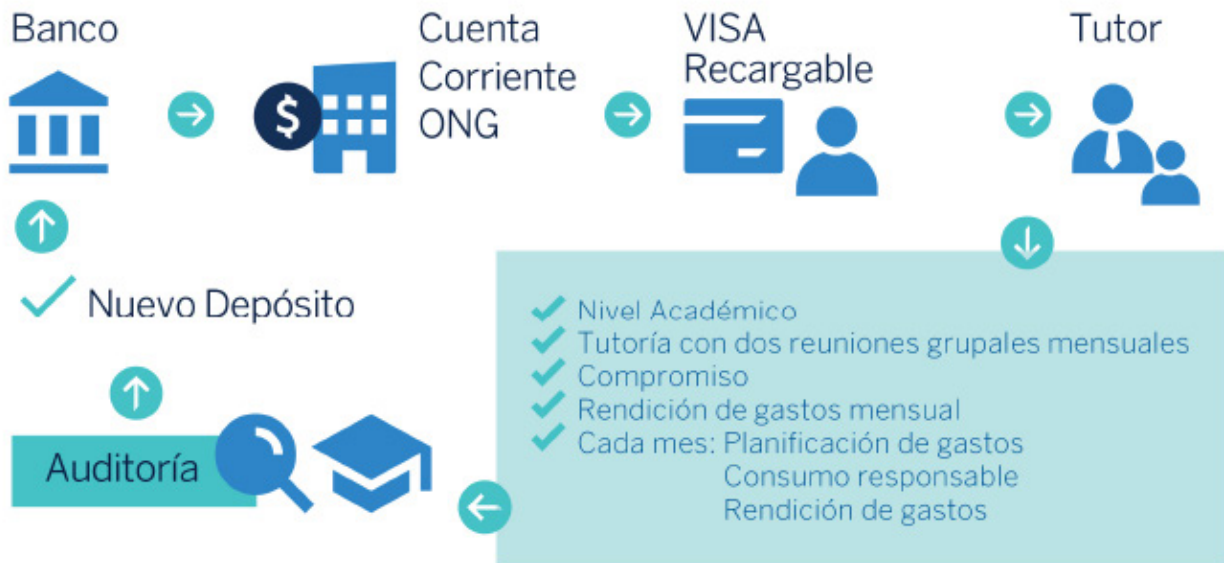 Banco
$
Cuenta
Corriente
ONG
VISA
Recargable
Tutor
Nuevo Depósito
Nivel Académico
Tutoría con dos reuniones grupales mensuales
Compromiso
Rendición de gastos mensual
Cada mes: Planificación de gastos
Consumo responsable
Rendición de gastos
Auditoría